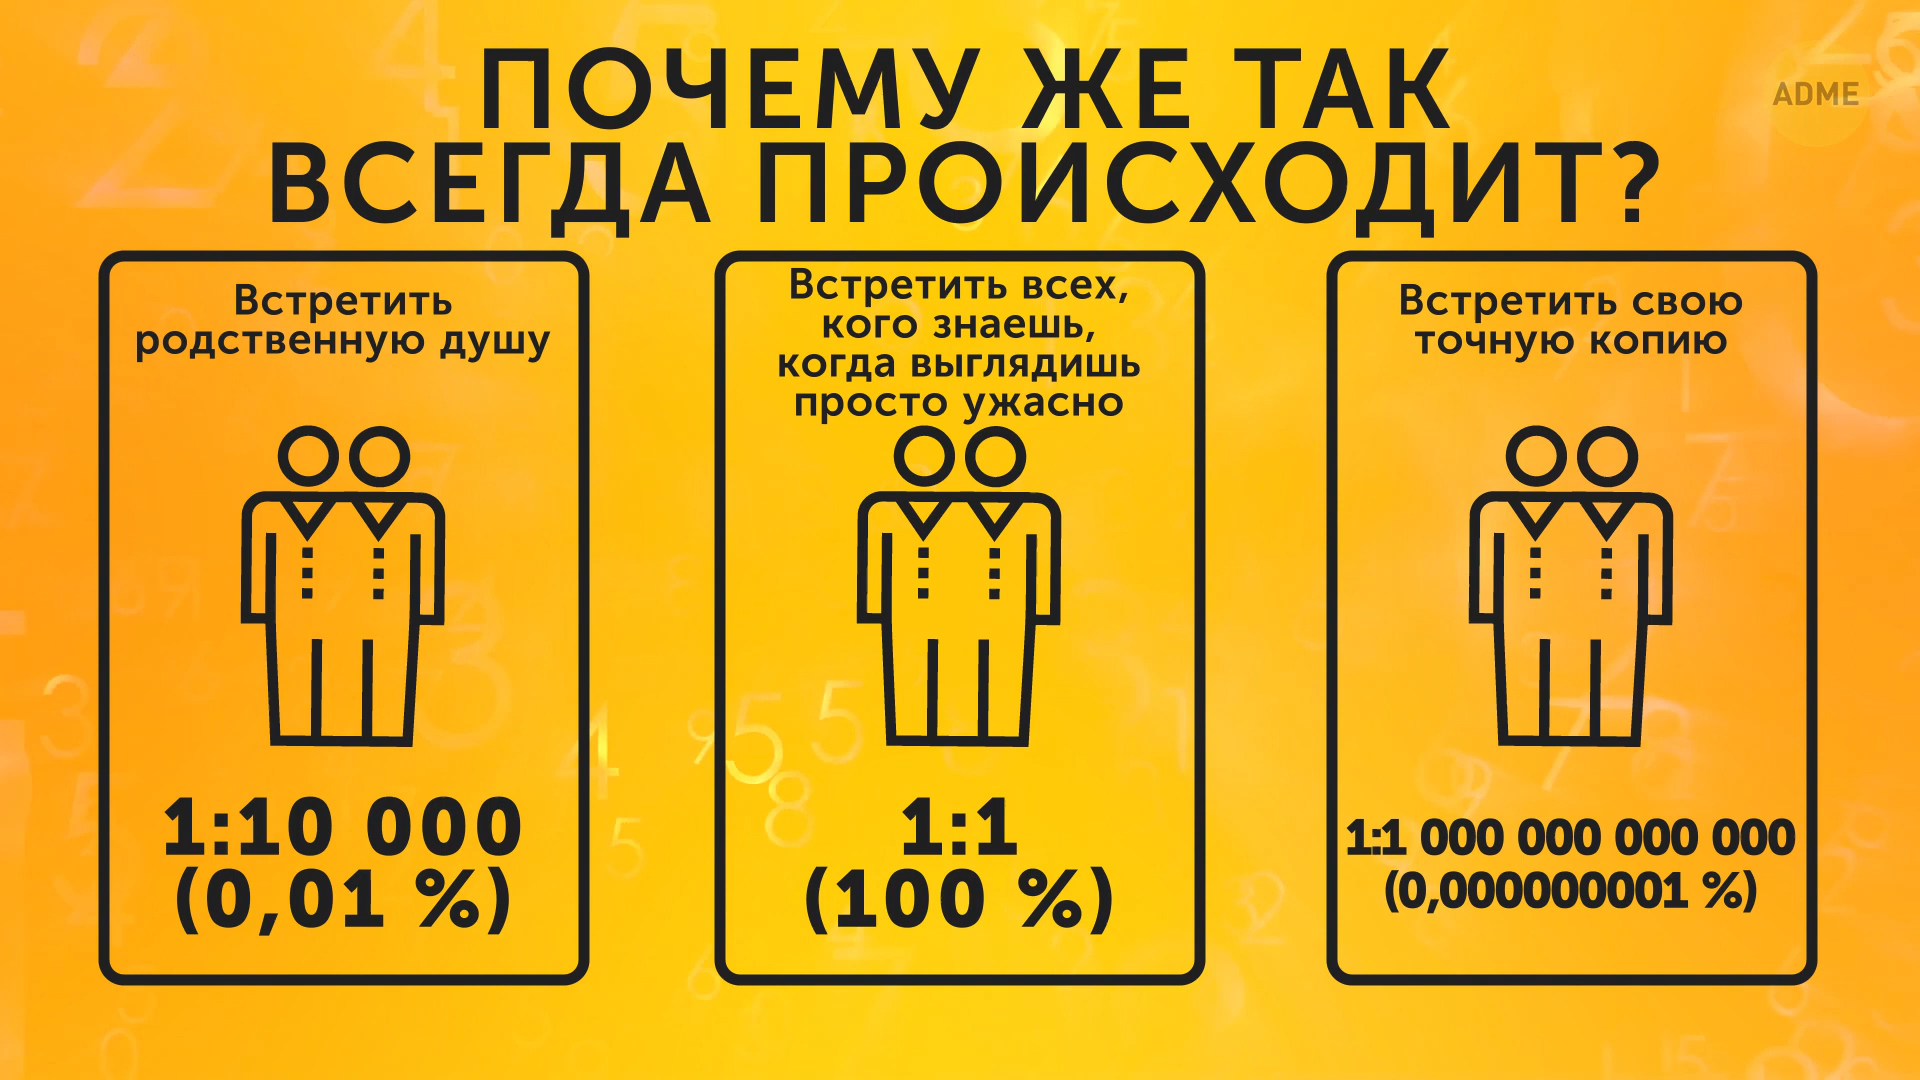 ПОЧЕМУ ЖЕ ТАК
ВСЕГДА ПРОИСХОДИТ?
ADME
Встретить
родственную душу
1:10 000
(0,01 %)
Встретить всех,
кого знаешь,
когда выглядишь
просто ужасно
1:1
(100 %)
Встретить свою
точную копию
1:1 000 000 000 000
(0,000000001 %)